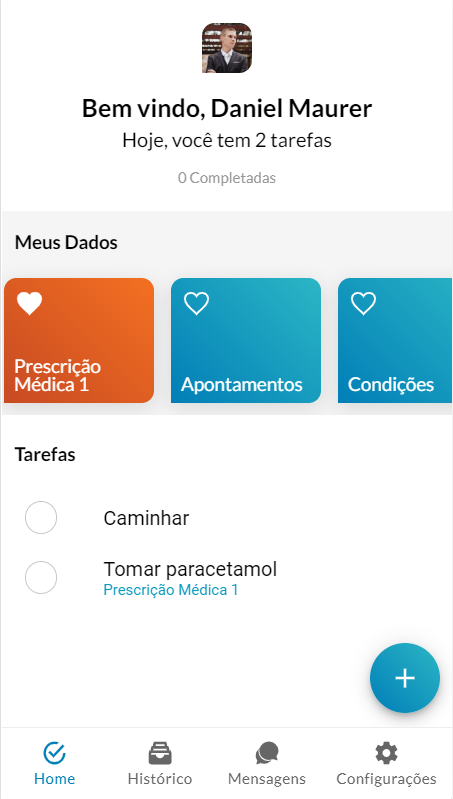 Bem vindo, Daniel Maurer
Hoje, você tem 2 tarefas
0 Completadas
Meus Dados
Prescrição
Médica 1
Apontamentos
Condições
Tarefas
Caminhar
Tomar paracetamol
Prescrição Médica 1
Home
Histórico
Mensagens
Configurações